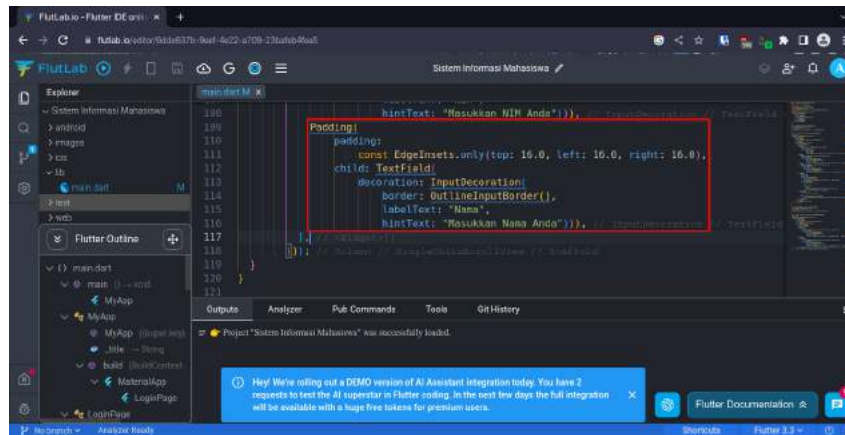 FlutLab.io - Flutter IDE onli
flutlab.io/editor/
FlutLab
Sistem Informasi Mahasiswa
Explorer
main.dart M
Sistem Informasi Mahasiswa
android
images
ios
lib
main.dart M
test
web
Flutter Outline
main.dart
main
MyApp
MyApp
MyApp
_title → String
build
MaterialApp
LoginPage
LoginPage
hintText: "Masukkan NIM Anda"))), // InputDecoration // TextField
109 Padding(
110 padding:
111 const EdgeInsets.only(top: 16.0, left: 16.0, right: 16.0),
112 child: TextField(
113 decoration: InputDecoration(
114 border: OutlineInputBorder(),
115 labelText: "Nama",
116 hintText: "Masukkan Nama Anda"))), // InputDecoration // TextField
117 ], // <Widget>[]
118 ))); // Column // SingleChildScrollView // Scaffold
119 }
120 }
121
Outputs Analyzer Pub Commands Tools Git History
Project "Sistem Informasi Mahasiswa" was successfully loaded.
Hey! We're rolling out a DEMO version of AI Assistant integration today. You have 2
requests to test the AI superstar in Flutter coding. In the next few days the full integration
will be available with a huge free tokens for premium users.
Flutter Documentation
No branch Analyzer Ready
Shortcuts Flutter 3.3